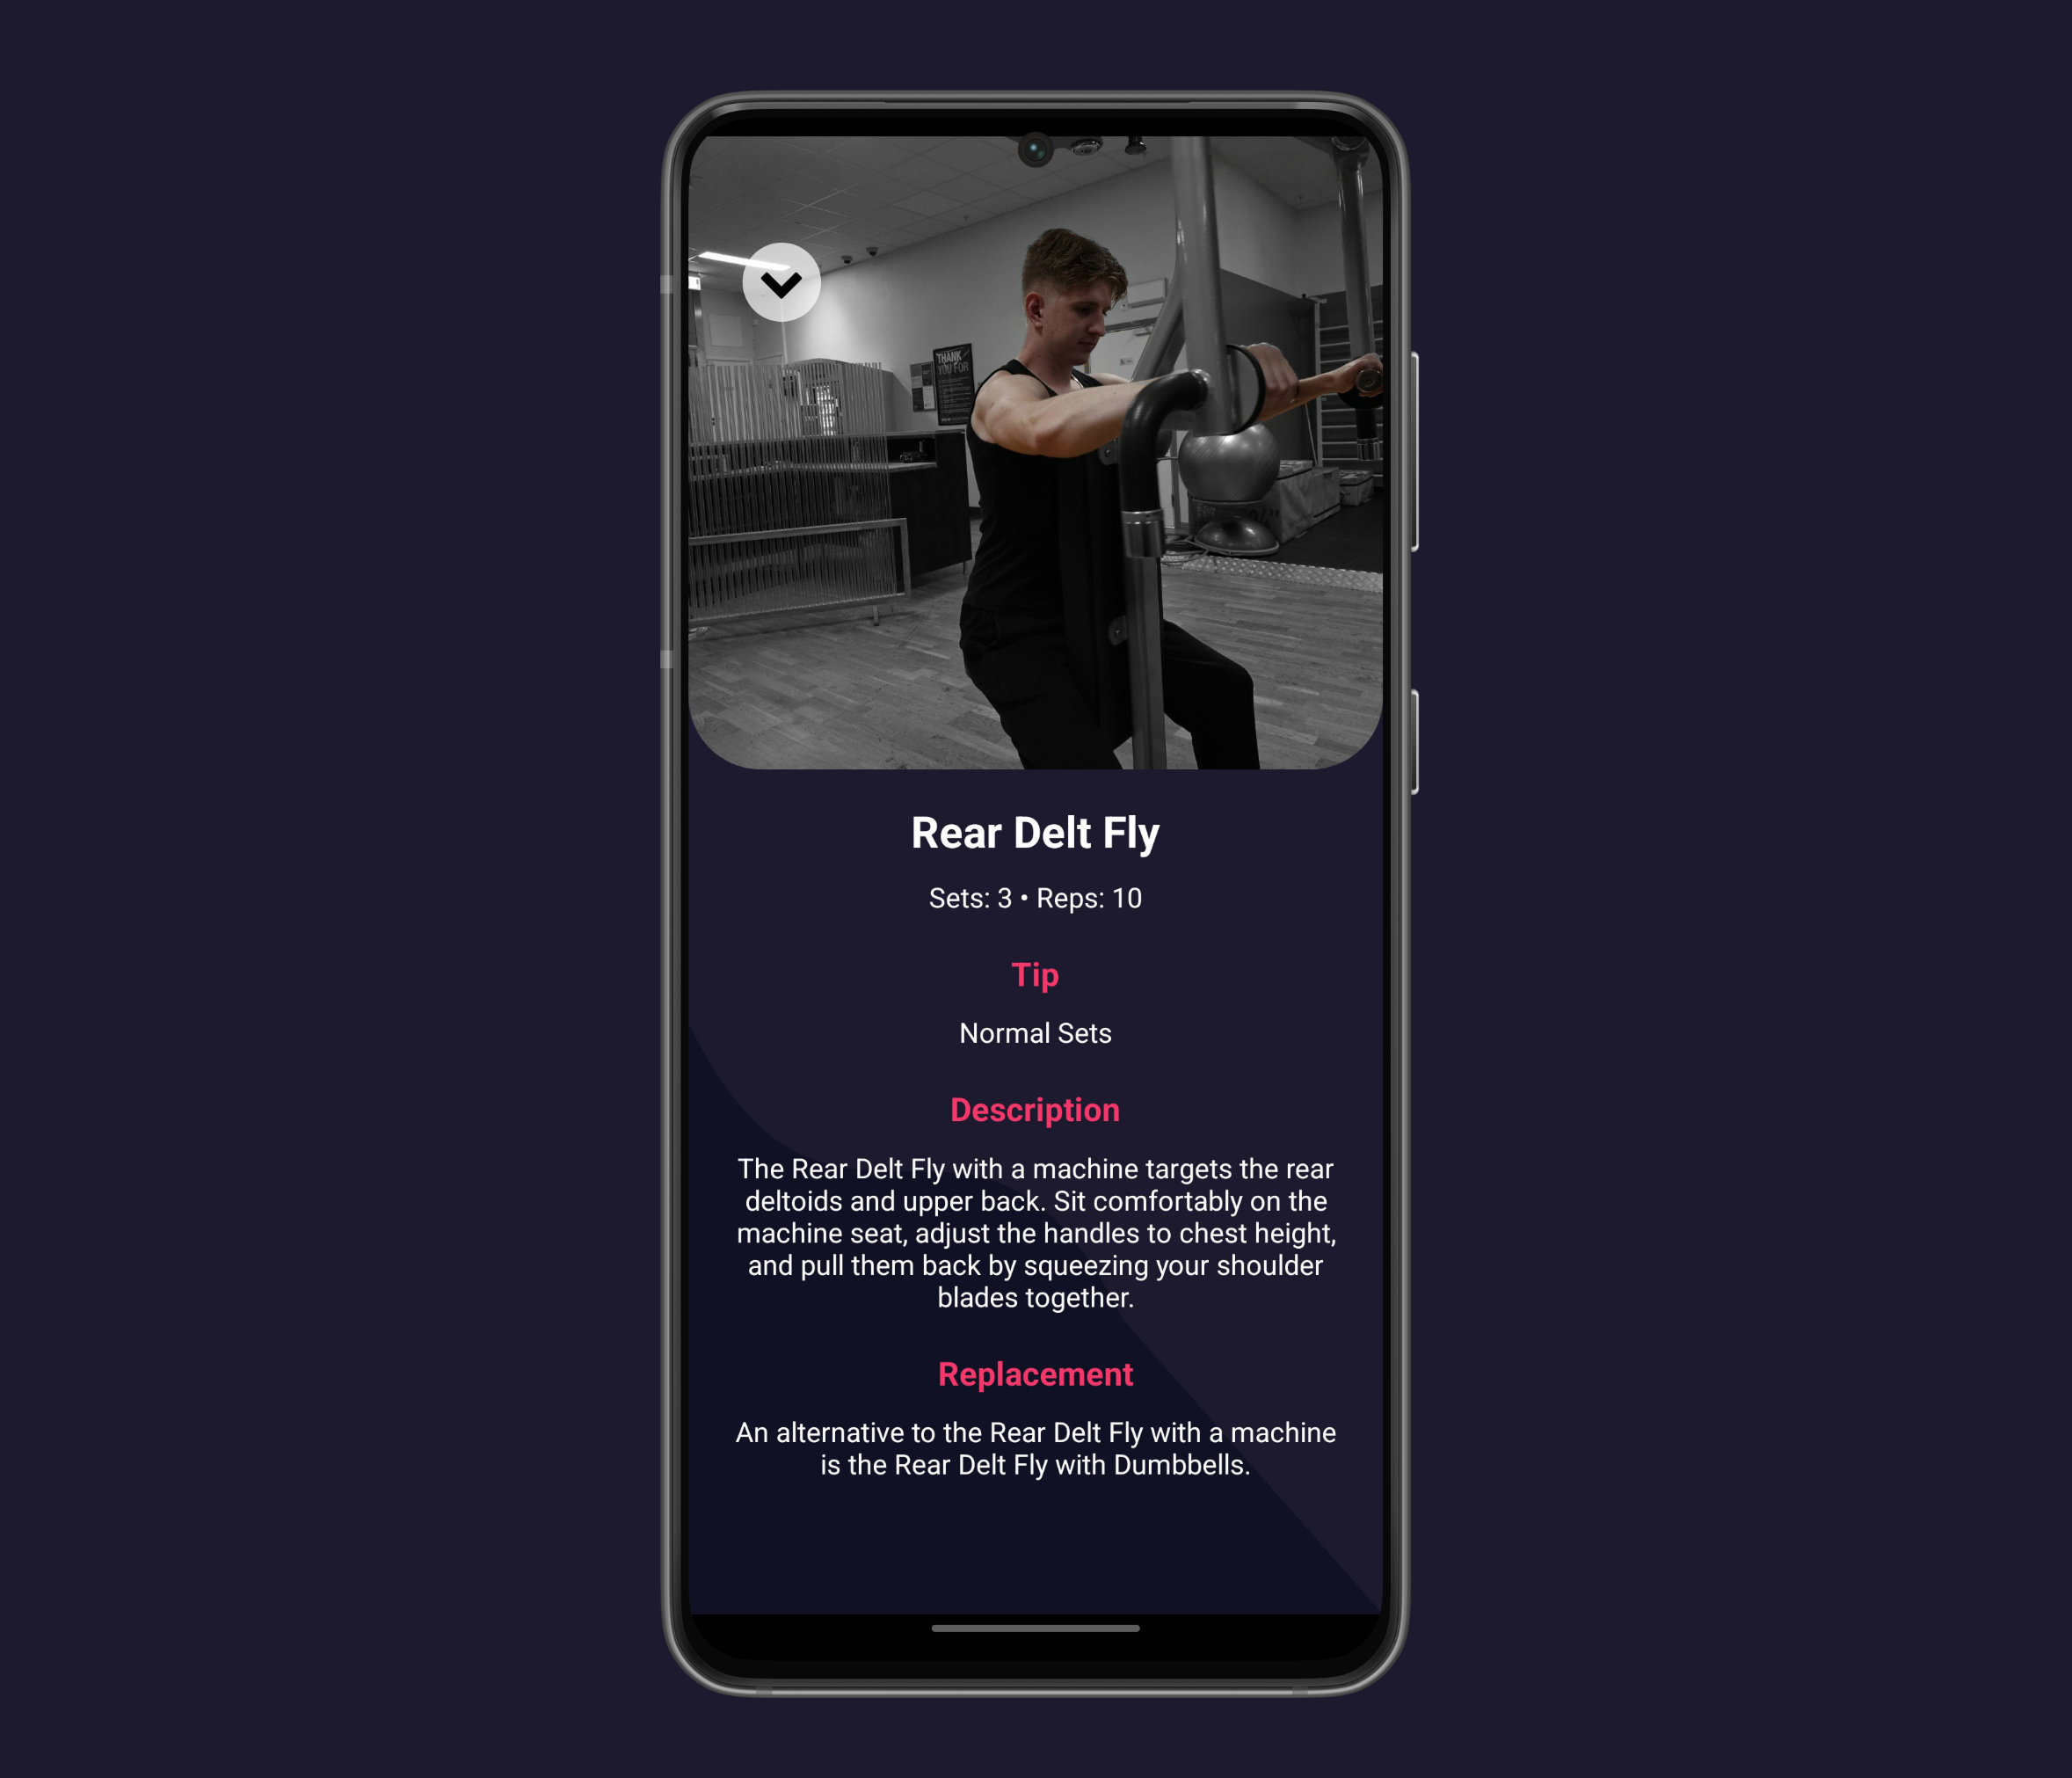 THANK
YOU FOR
Rear Delt Fly
Sets: 3 • Reps: 10
Tip
Normal Sets
Description
The Rear Delt Fly with a machine targets the rear
deltoids and upper back. Sit comfortably on the
machine seat, adjust the handles to chest height,
and pull them back by squeezing your shoulder
blades together.
Replacement
An alternative to the Rear Delt Fly with a machine
is the Rear Delt Fly with Dumbbells.